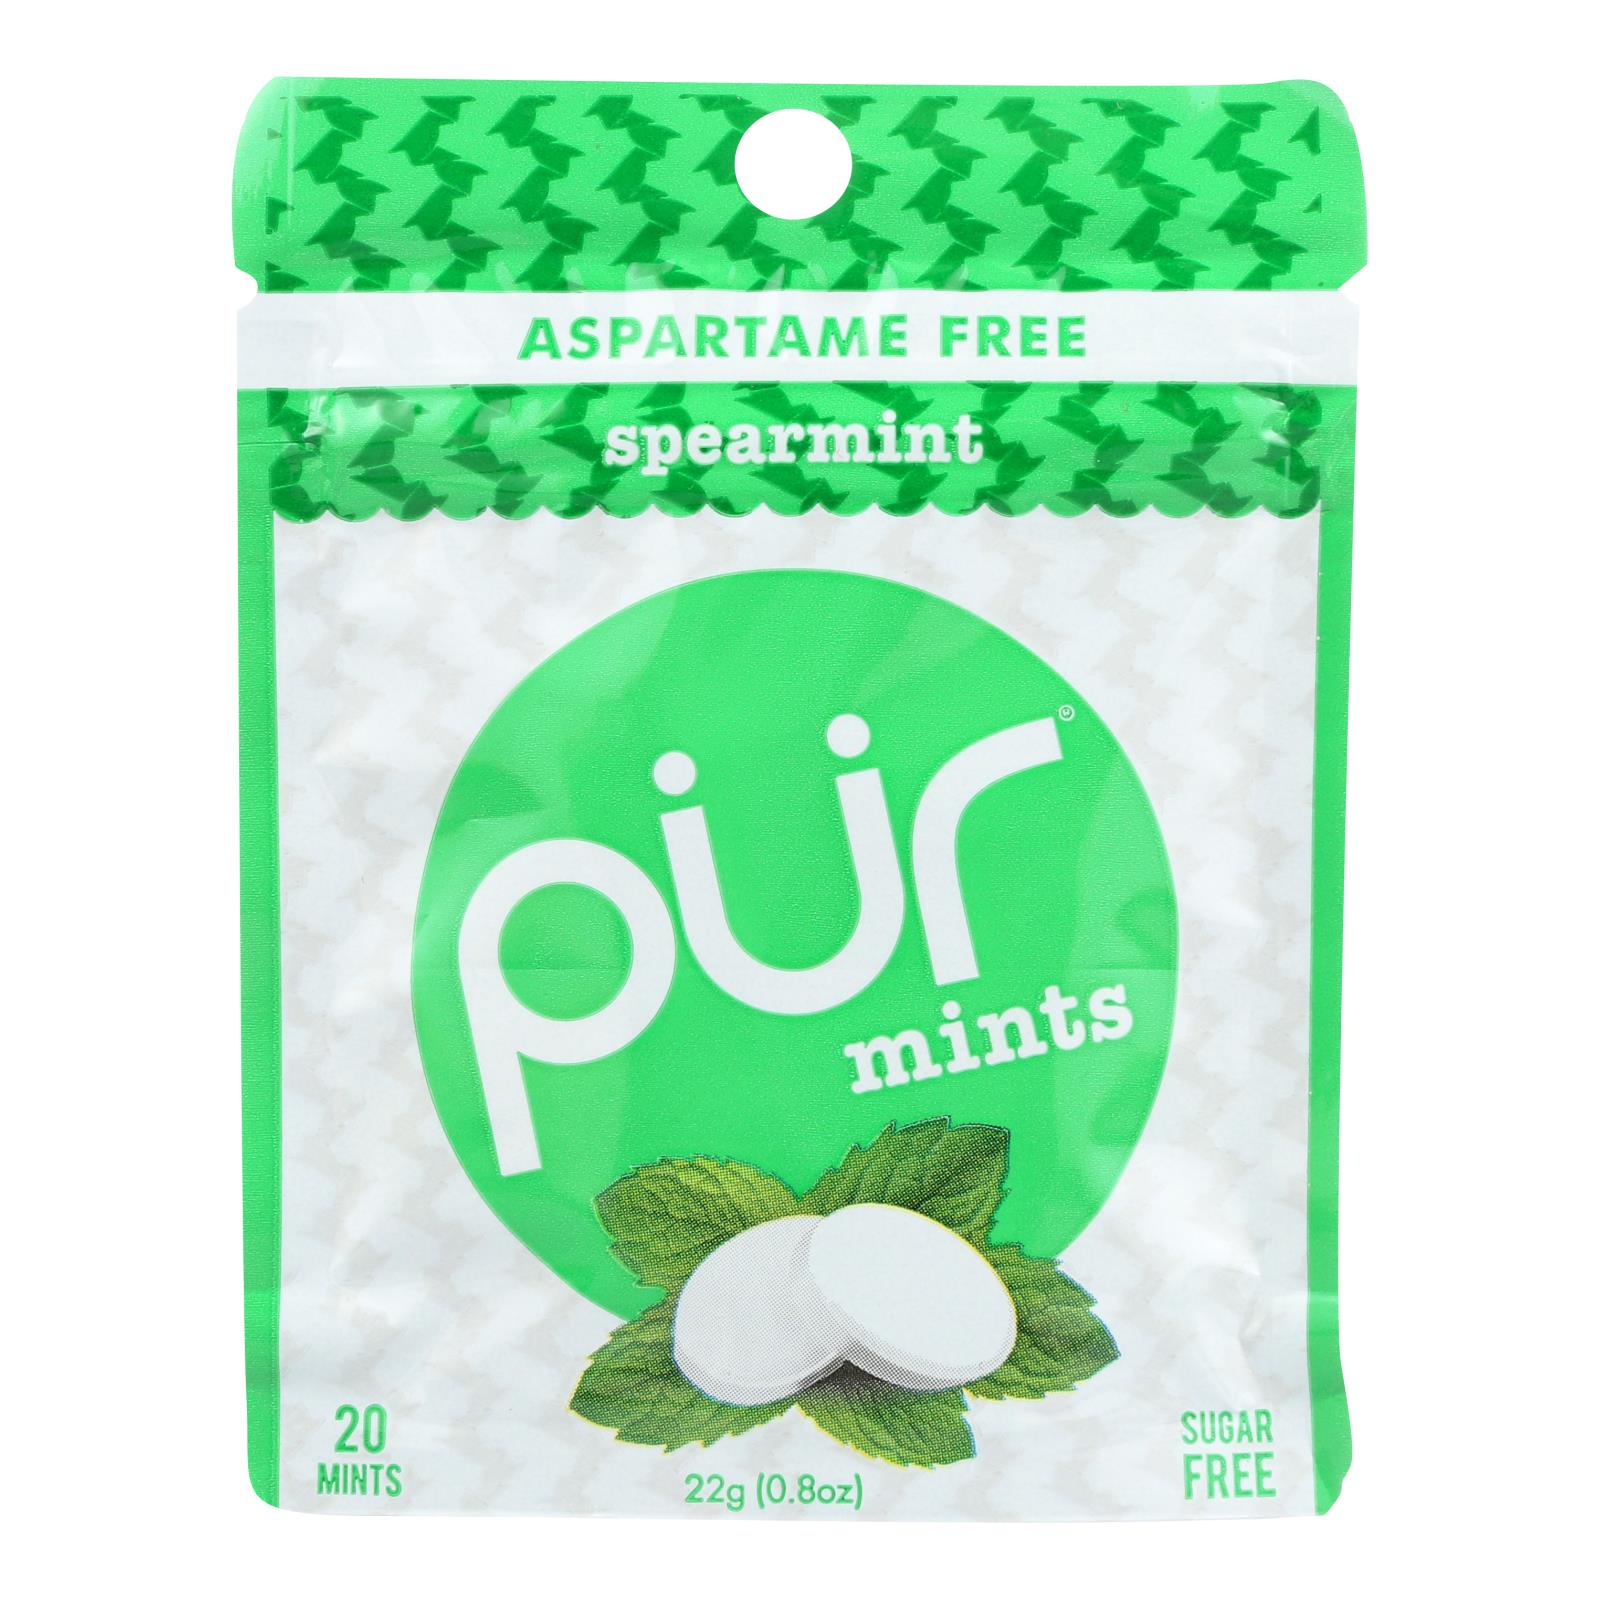 ASPARTAME FREE
spearmint
pür®
mints
20
MINTS
22g (0.8oz)
SUGAR
FREE